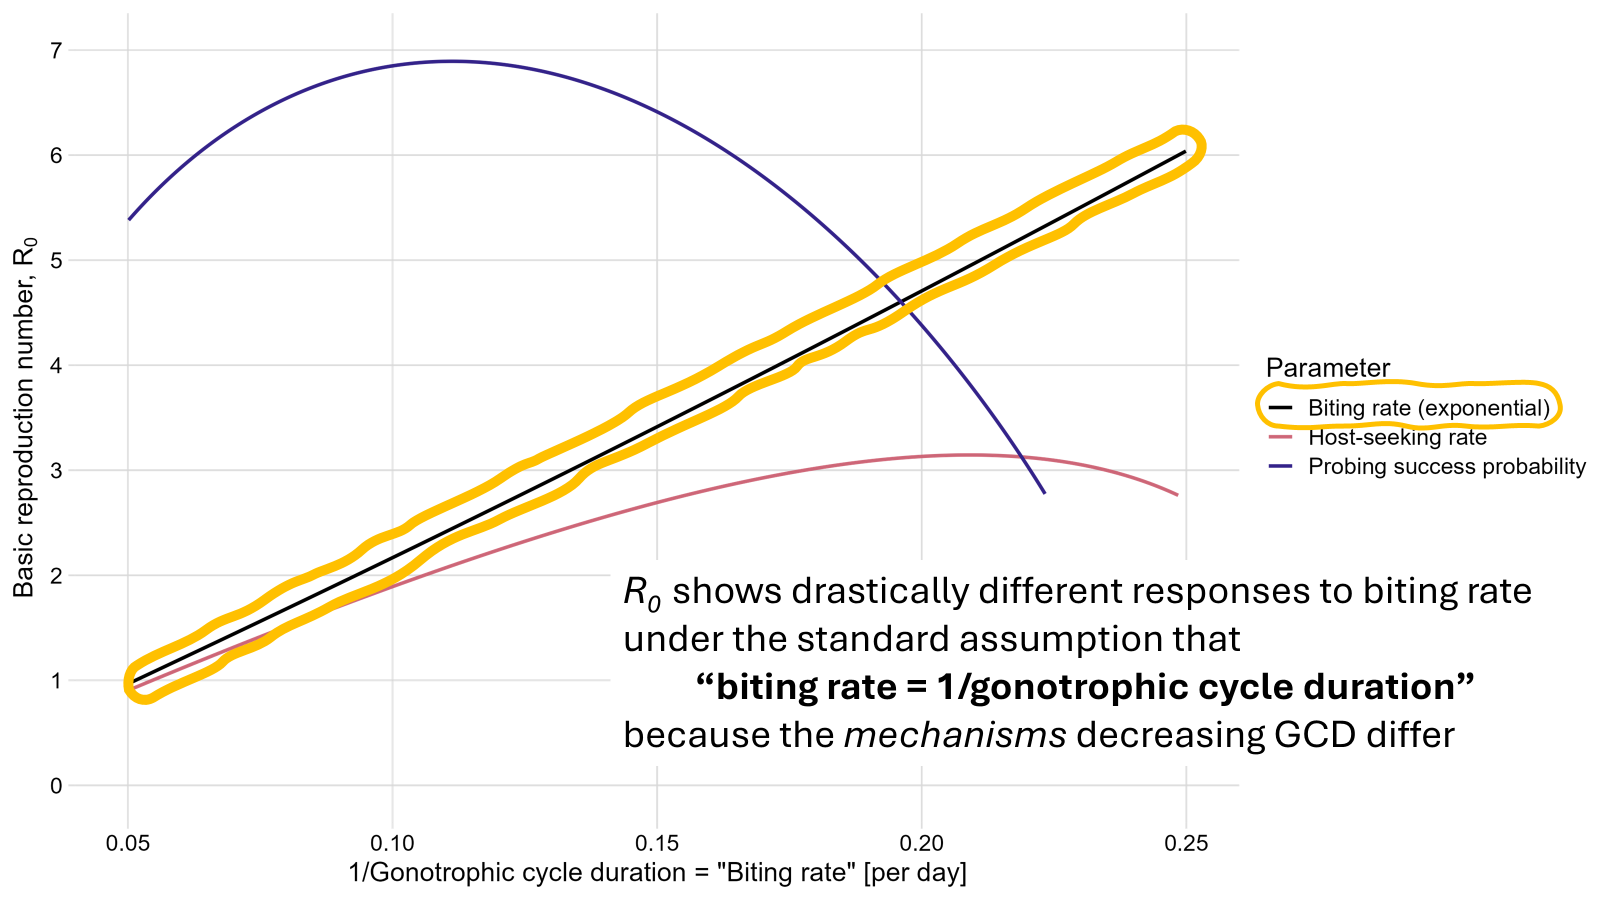 7
6
5
4
3
2
1
0
Basic reproduction number, R0
0.05 0.10 0.15 0.20 0.25
1/Gonotrophic cycle duration = "Biting rate" [per day]
Parameter
Biting rate (exponential)
Host-seeking rate
Probing success probability
R0 shows drastically different responses to biting rate
under the standard assumption that
“biting rate = 1/gonotrophic cycle duration”
because the mechanisms decreasing GCD differ